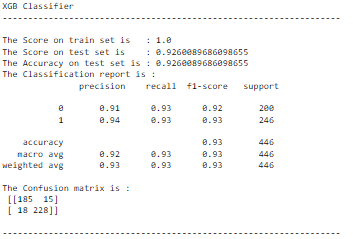 XGB Classifier
--------------------------------------------------------------------------------
The Score on train set is   : 1.0
The Score on test set is    : 0.9260089686098655
The Accuracy on test set is : 0.9260089686098655
The Classification report is :
              precision    recall  f1-score   support

           0       0.91      0.93      0.92       200
           1       0.94      0.93      0.93       246

    accuracy                           0.93       446
   macro avg       0.92      0.93      0.93       446
weighted avg       0.93      0.93      0.93       446

The Confusion matrix is :
[[185  15]
[ 18 228]]
--------------------------------------------------------------------------------